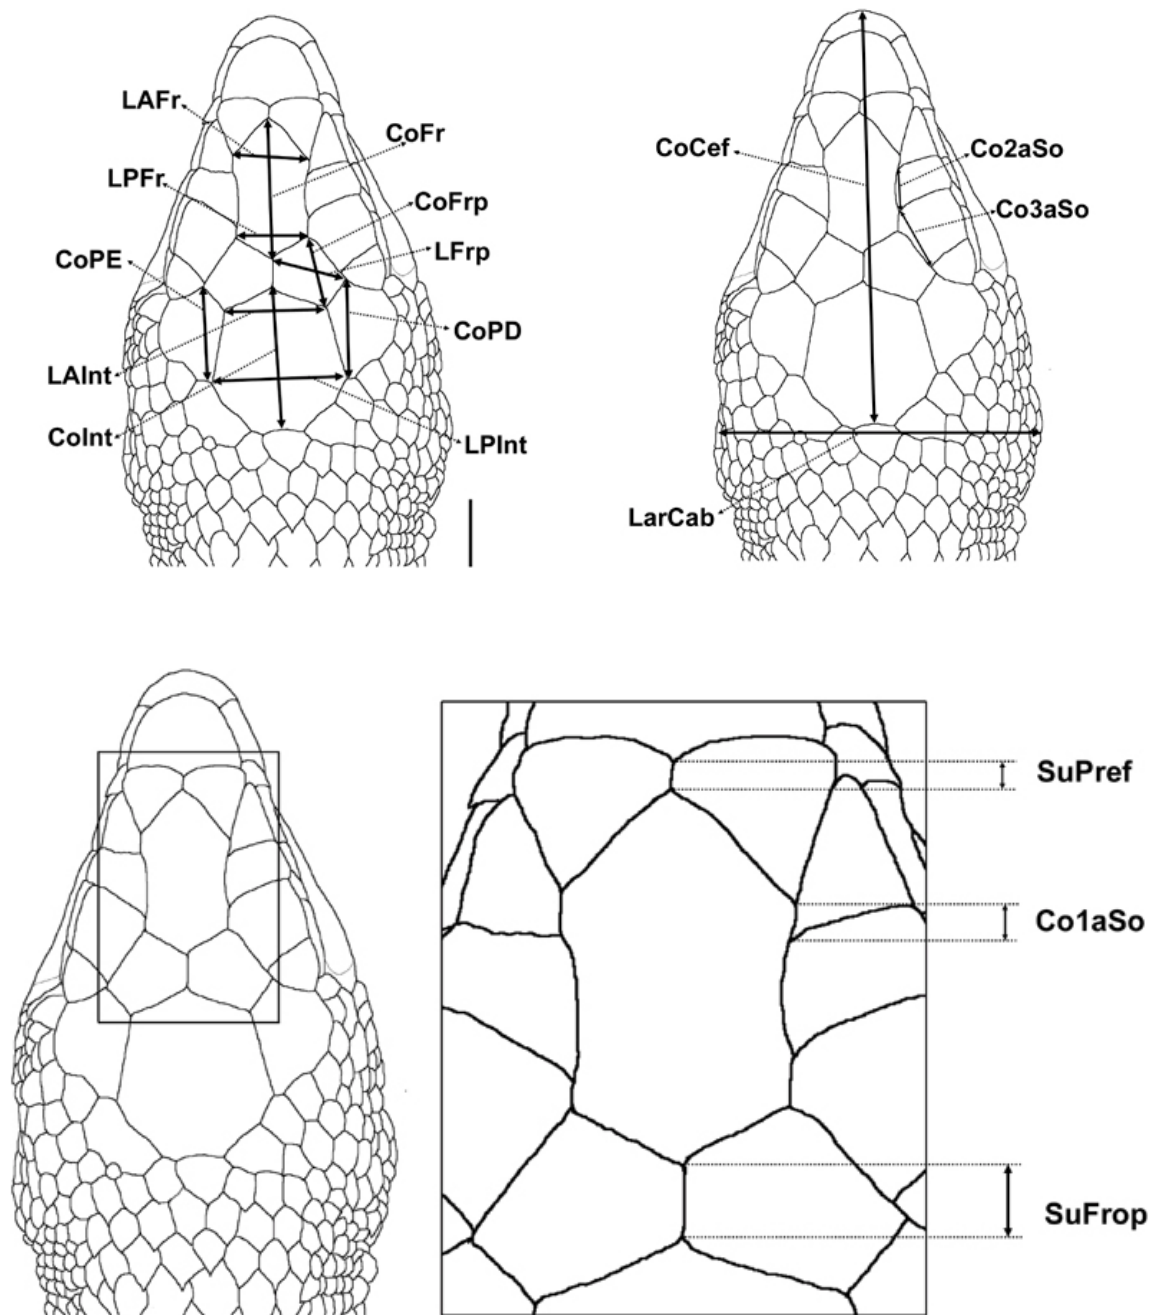 LAFr
CoFr
LPFr
CoFrp
CoPE
LFrp
CoPD
LAInt
CoInt
LPInt
CoCef
Co2aSo
Co3aSo
LarCab
SuPref
Co1aSo
SuFrop